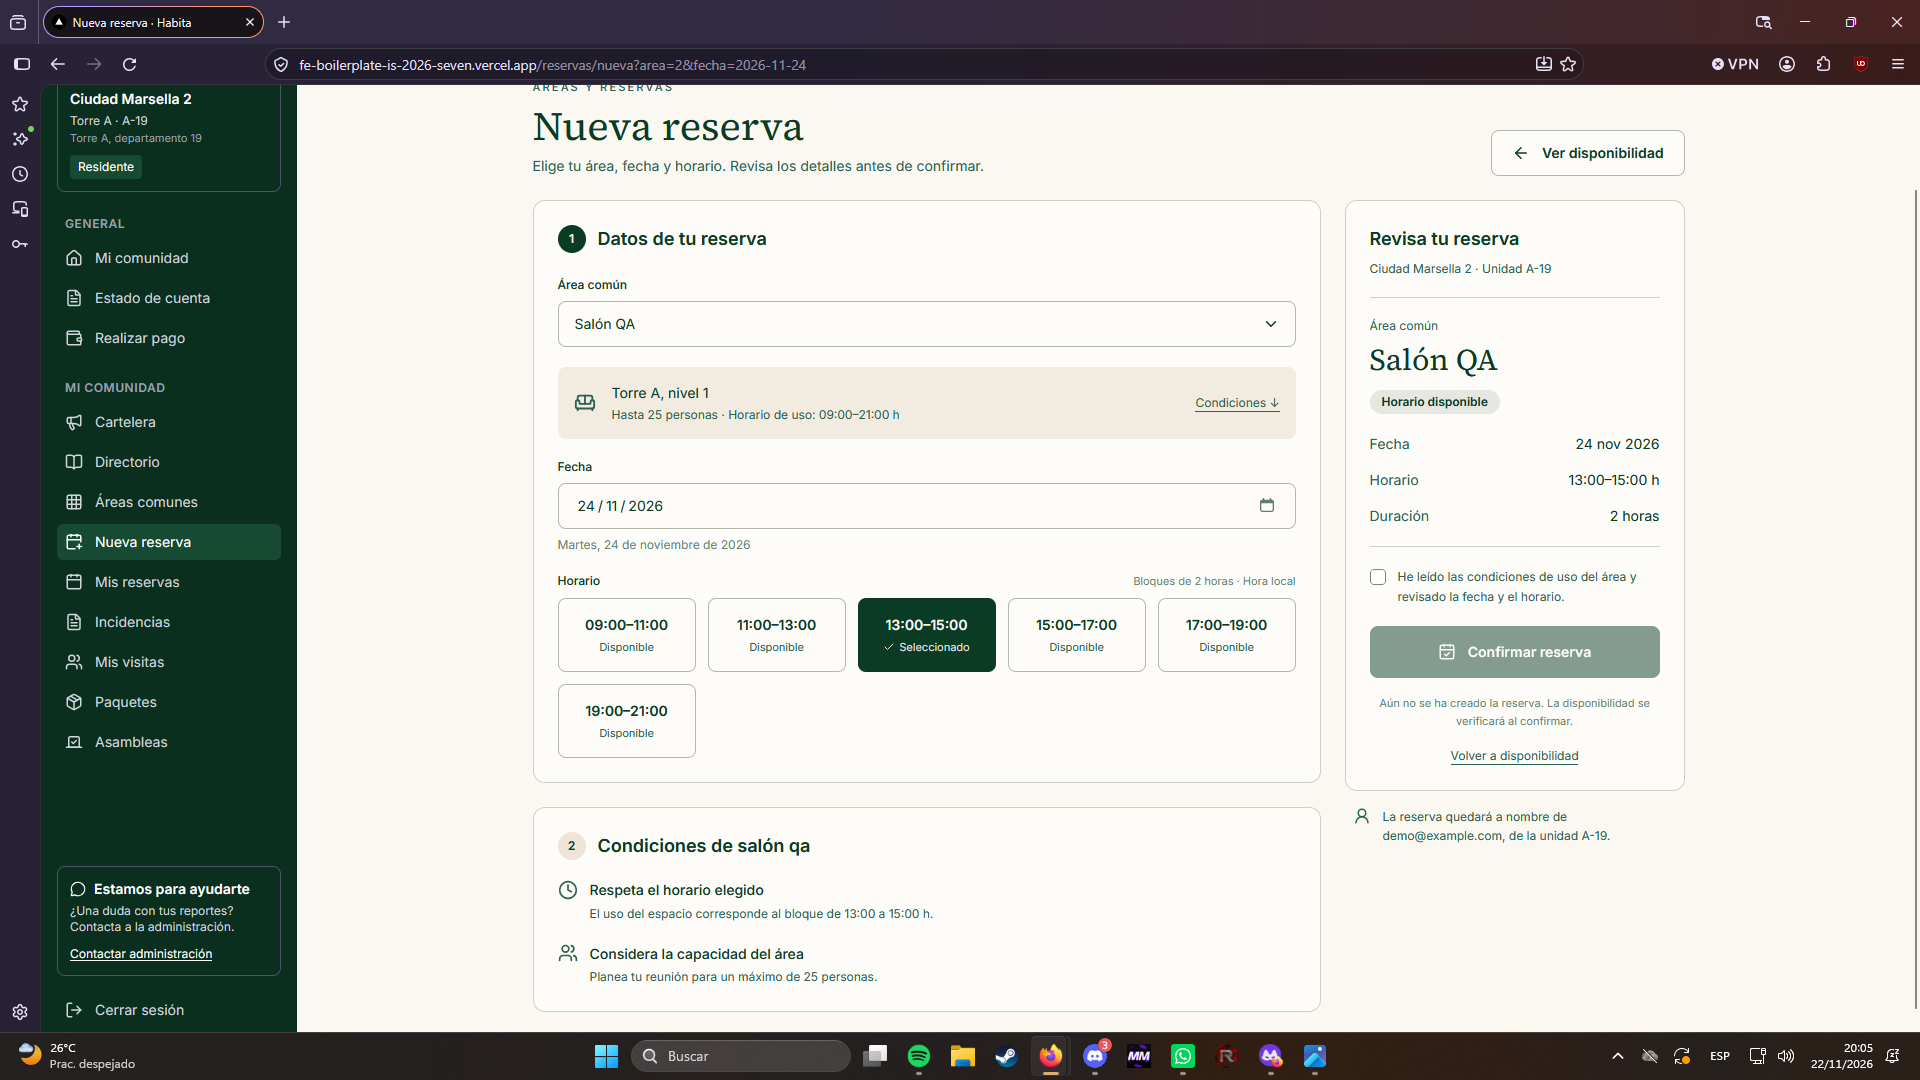 Nueva reserva · Habita
fe-boilerplate-is-2026-seven.vercel.app/reservas/nueva?area=2&fecha=2026-11-24
VPN
Ciudad Marsella 2
Torre A · A-19
Torre A, departamento 19
Residente
GENERAL
Mi comunidad
Estado de cuenta
Realizar pago
MI COMUNIDAD
Cartelera
Directorio
Áreas comunes
Nueva reserva
Mis reservas
Incidencias
Mis visitas
Paquetes
Asambleas
Estamos para ayudarte
¿Una duda con tus reportes?
Contacta a la administración.
Contactar administración
Cerrar sesión
ÁREAS Y RESERVAS
Nueva reserva
Elige tu área, fecha y horario. Revisa los detalles antes de confirmar.
Ver disponibilidad
1 Datos de tu reserva
Área común
Salón QA
Torre A, nivel 1
Hasta 25 personas · Horario de uso: 09:00–21:00 h
Condiciones ↓
Fecha
24 / 11 / 2026
Martes, 24 de noviembre de 2026
Horario
Bloques de 2 horas · Hora local
09:00–11:00
Disponible
11:00–13:00
Disponible
13:00–15:00
✓ Seleccionado
15:00–17:00
Disponible
17:00–19:00
Disponible
19:00–21:00
Disponible
2 Condiciones de salón qa
Respeta el horario elegido
El uso del espacio corresponde al bloque de 13:00 a 15:00 h.
Considera la capacidad del área
Planea tu reunión para un máximo de 25 personas.
Revisa tu reserva
Ciudad Marsella 2 · Unidad A-19
Área común
Salón QA
Horario disponible
Fecha 24 nov 2026
Horario 13:00–15:00 h
Duración 2 horas
He leído las condiciones de uso del área y
revisado la fecha y el horario.
Confirmar reserva
Aún no se ha creado la reserva. La disponibilidad se
verificará al confirmar.
Volver a disponibilidad
La reserva quedará a nombre de
demo@example.com, de la unidad A-19.
26°C
Prac. despejado
Buscar
3
MM
R
ESP
20:05
22/11/2026